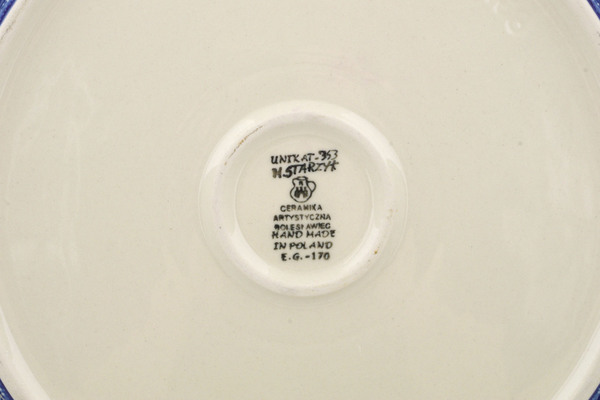 UNIKAT-353
M.STARZYK
CERAMIKA
ARTYSTYCZNA
BOLESŁAWIEC
HAND MADE
IN POLAND
E.G.-170